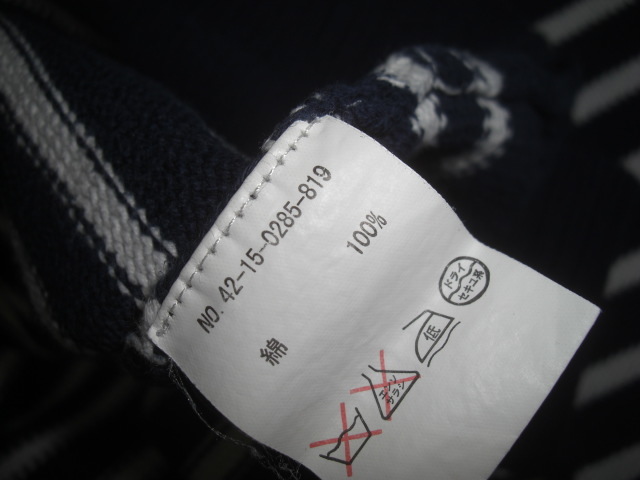 NO. 42-15-0285-819
綿 100%
エンソ
サラシ
低
ドライ
セキユ系